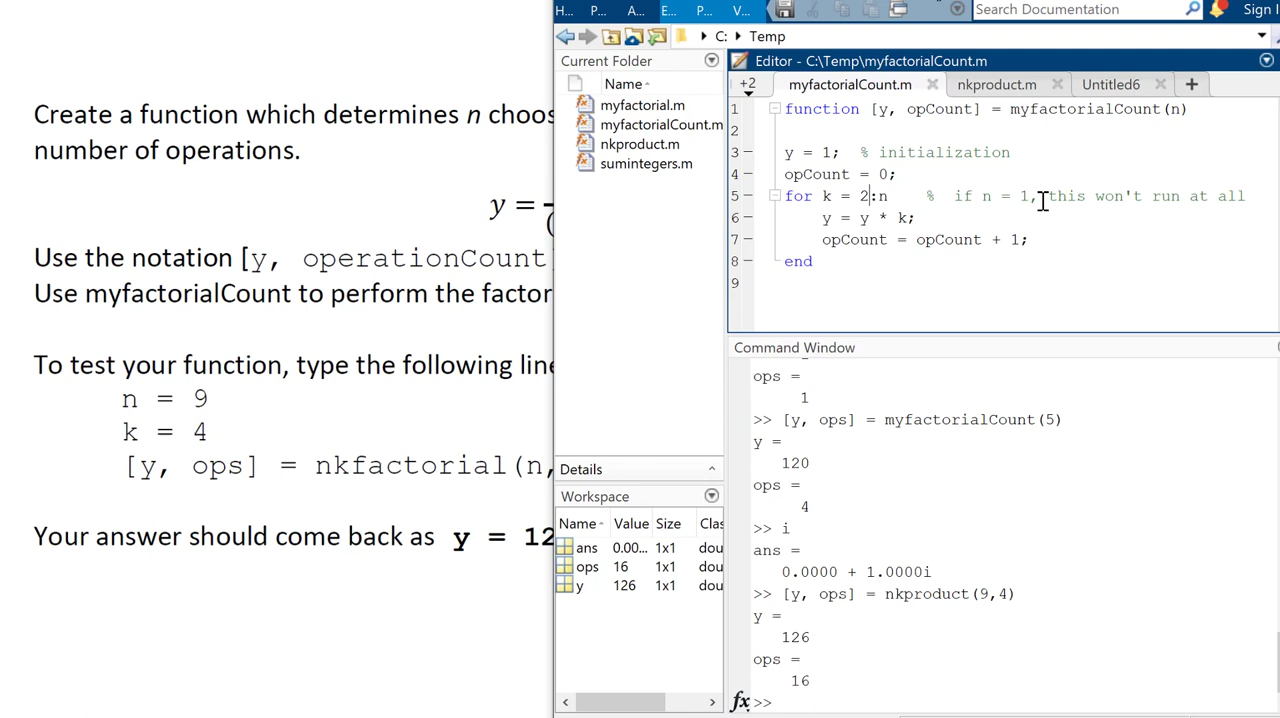 Create a function which determines n choos
number of operations.
y =
(
Use the notation [y, operationCount]
Use myfactorialCount to perform the factor
To test your function, type the following line
n = 9
k = 4
[y, ops] = nkfactorial(n,
Your answer should come back as y = 12
H... P... A... E... P... V...
Search Documentation
Sign I
C: Temp
Current Folder
Name
myfactorial.m
myfactorialCount.m
nkproduct.m
sumintegers.m
Details
Workspace
Name Value Size Clas
ans 0.00... 1x1 dou
ops 16 1x1 dou
y 126 1x1 dou
Editor - C:\Temp\myfactorialCount.m
+2 myfactorialCount.m nkproduct.m Untitled6
1 function [y, opCount] = myfactorialCount(n)
2
3 y = 1; % initialization
4 opCount = 0;
5 for k = 2:n % if n = 1, this won't run at all
6 y = y * k;
7 opCount = opCount + 1;
8 end
9
Command Window
ops =
1
>> [y, ops] = myfactorialCount(5)
y =
120
ops =
4
>> i
ans =
0.0000 + 1.0000i
>> [y, ops] = nkproduct(9,4)
y =
126
ops =
16
fx >>